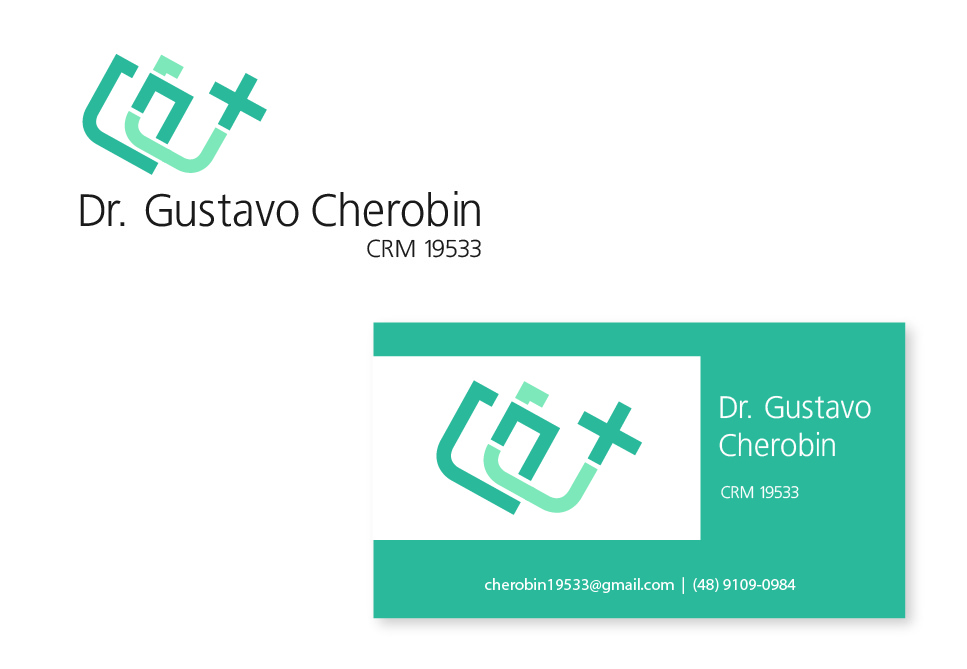 Dr. Gustavo Cherobin
CRM 19533
Dr. Gustavo
Cherobin
CRM 19533
cherobin19533@gmail.com | (48) 9109-0984